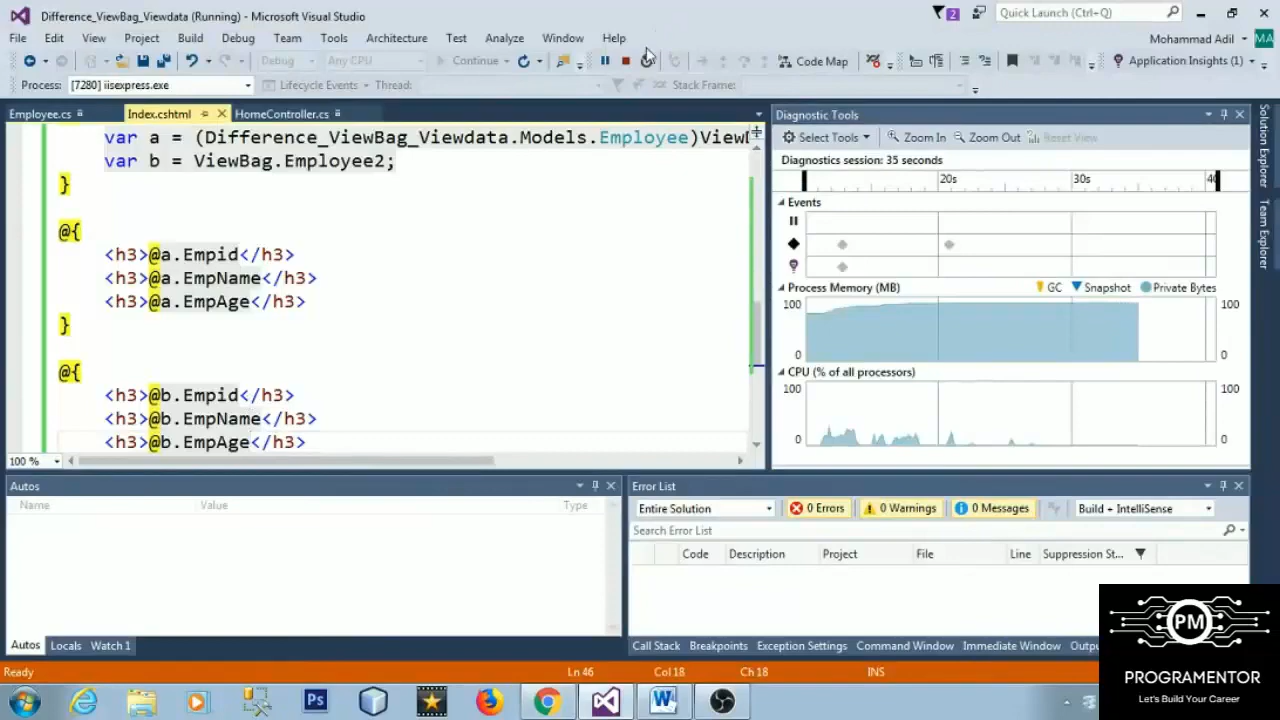 Difference_ViewBag_Viewdata (Running) - Microsoft Visual Studio
2
Quick Launch (Ctrl+Q)
File Edit View Project Build Debug Team Tools Architecture Test Analyze Window Help
Mohammad Adil
MA
Debug Any CPU Continue Code Map Application Insights (1)
Process: [7280] iisexpress.exe Lifecycle Events Thread: Stack Frame:
Employee.cs Index.cshtml HomeController.cs
var a = (Difference_ViewBag_Viewdata.Models.Employee)View
var b = ViewBag.Employee2;
}
@{
<h3>@a.Empid</h3>
<h3>@a.EmpName</h3>
<h3>@a.EmpAge</h3>
}
@{
<h3>@b.Empid</h3>
<h3>@b.EmpName</h3>
<h3>@b.EmpAge</h3>
100 %
Diagnostic Tools
Select Tools Zoom In Zoom Out Reset View
Diagnostics session: 35 seconds
20s 30s 40
Events
Process Memory (MB) GC Snapshot Private Bytes
100 100
0 0
CPU (% of all processors)
100 100
0 0
Solution Explorer
Team Explorer
Autos
Name Value Type
Autos Locals Watch 1
Error List
Entire Solution 0 Errors 0 Warnings 0 Messages Build + IntelliSense
Search Error List
Code Description Project File Line Suppression St...
Call Stack Breakpoints Exception Settings Command Window Immediate Window Outpu
Ready Ln 46 Col 18 Ch 18 INS
Ps
W
PM
PROGRAMENTOR
Let's Build Your Career